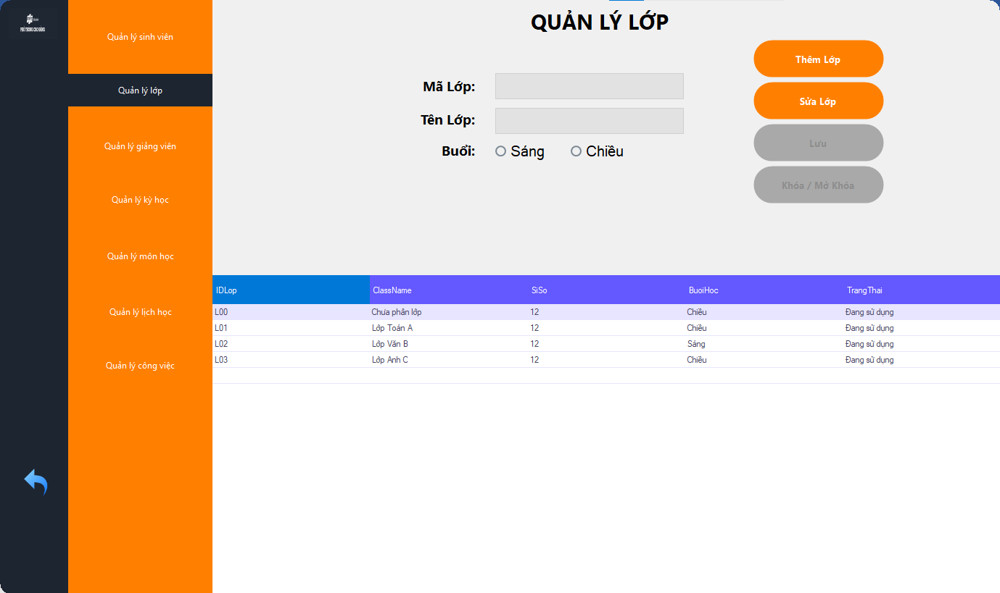 PHỔ THÔNG CAO ĐẲNG
Quản lý sinh viên
Quản lý lớp
Quản lý giảng viên
Quản lý kỳ học
Quản lý môn học
Quản lý lịch học
Quản lý công việc
QUẢN LÝ LỚP
Mã Lớp:
Tên Lớp:
Buổi: Sáng Chiều
Thêm Lớp
Sửa Lớp
Lưu
Khóa / Mở Khóa
IDLop ClassName SiSo BuoiHoc TrangThai
L00 Chưa phân lớp 12 Chiều Đang sử dụng
L01 Lớp Toán A 12 Chiều Đang sử dụng
L02 Lớp Văn B 12 Sáng Đang sử dụng
L03 Lớp Anh C 12 Chiều Đang sử dụng